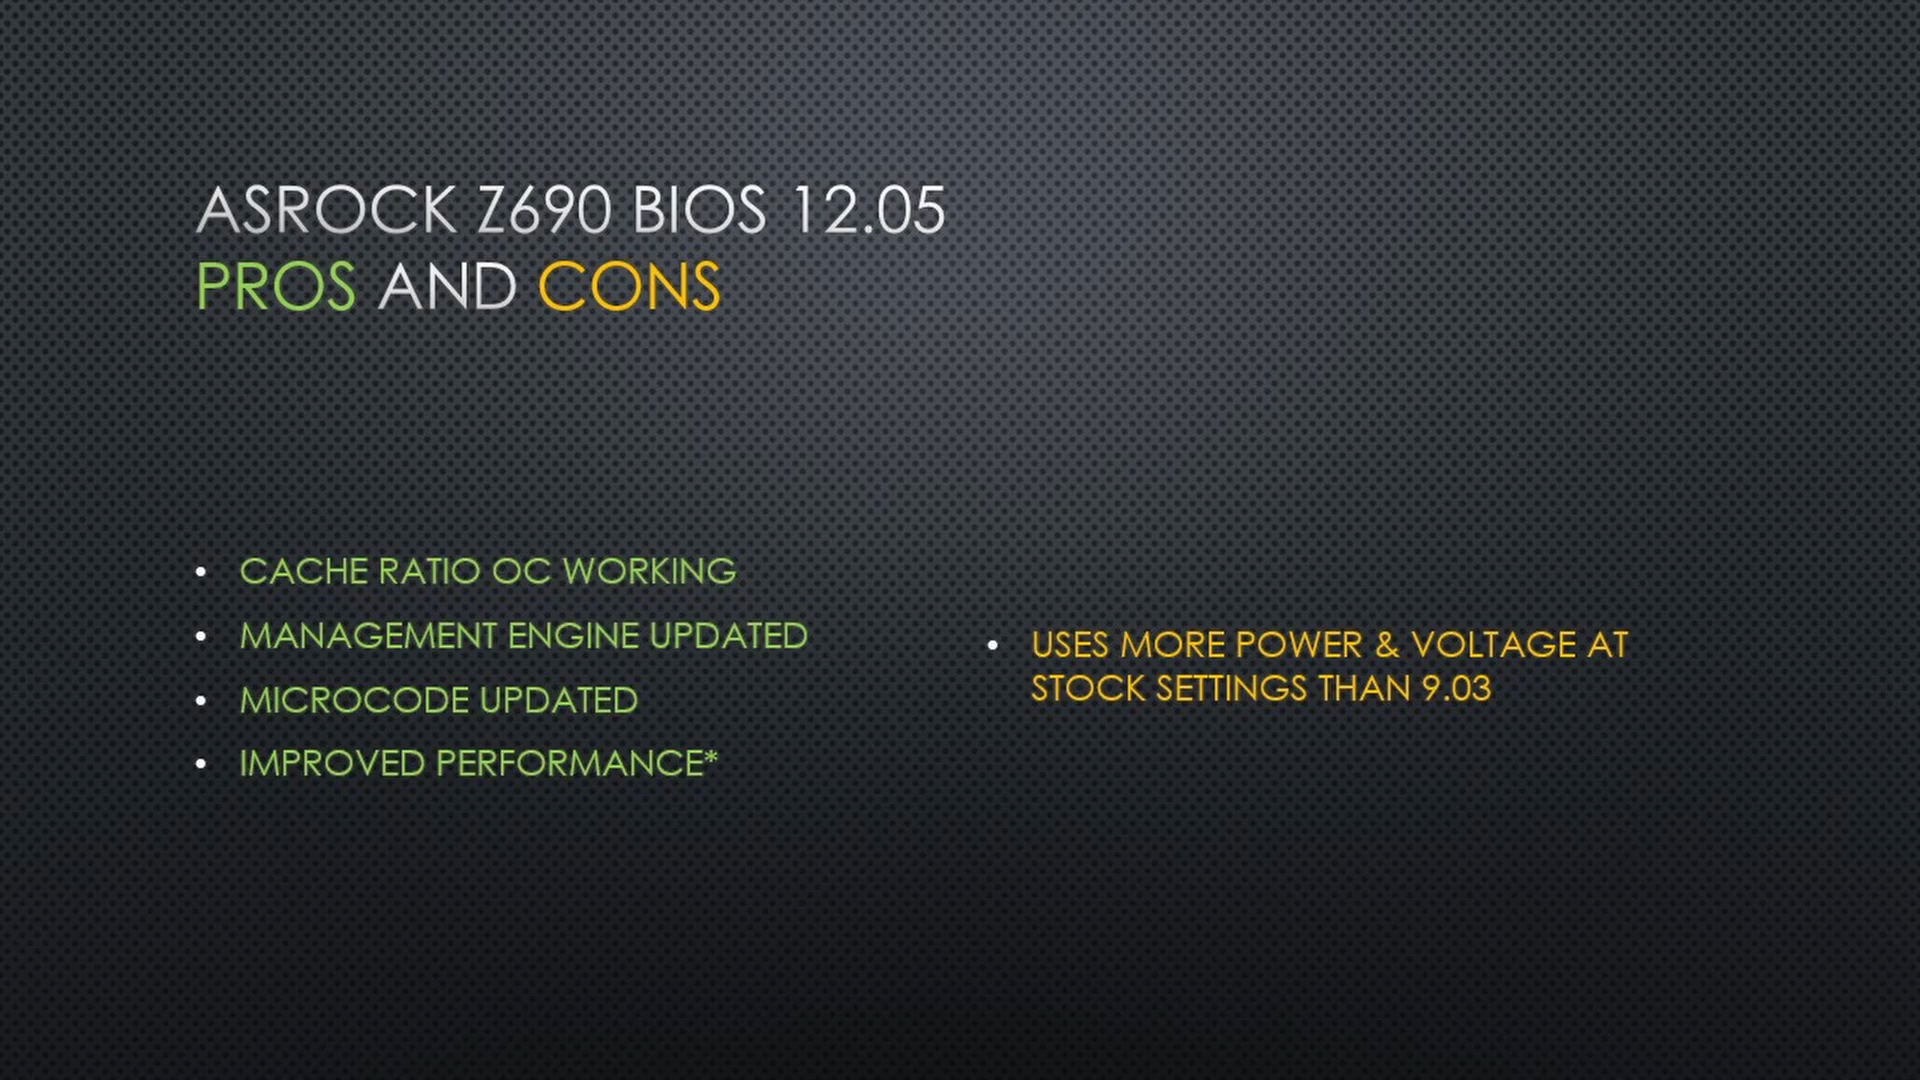 ASROCK Z690 BIOS 12.05
PROS AND CONS
• CACHE RATIO OC WORKING
• MANAGEMENT ENGINE UPDATED
• MICROCODE UPDATED
• IMPROVED PERFORMANCE*
• USES MORE POWER & VOLTAGE AT
STOCK SETTINGS THAN 9.03